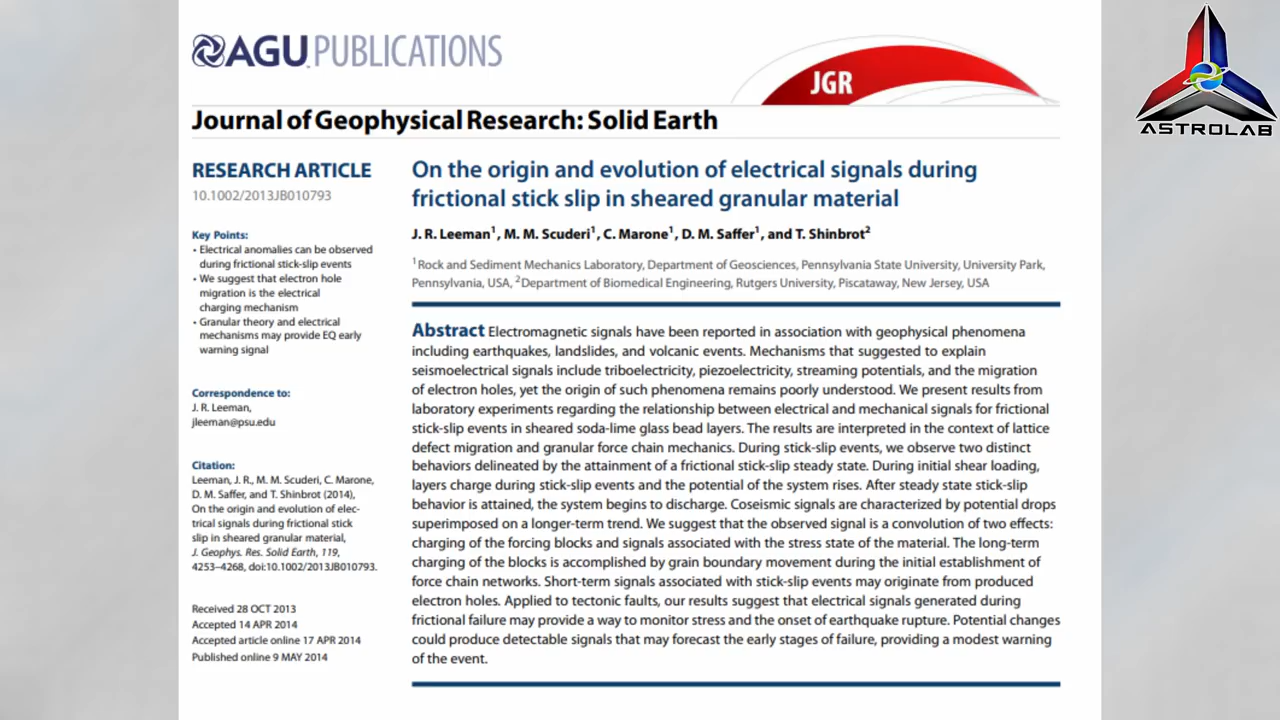 AGU PUBLICATIONS
JGR
ASTROLAB
Journal of Geophysical Research: Solid Earth
RESEARCH ARTICLE
10.1002/2013JB010793
Key Points:
• Electrical anomalies can be observed
during frictional stick-slip events
• We suggest that electron hole
migration is the electrical
charging mechanism
• Granular theory and electrical
mechanisms may provide EQ early
warning signal
Correspondence to:
J. R. Leeman,
jleeman@psu.edu
Citation:
Leeman, J. R., M. M. Scuderi, C. Marone,
D. M. Saffer, and T. Shinbrot (2014),
On the origin and evolution of elec-
trical signals during frictional stick
slip in sheared granular material,
J. Geophys. Res. Solid Earth, 119,
4253–4268, doi:10.1002/2013JB010793.
Received 28 OCT 2013
Accepted 14 APR 2014
Accepted article online 17 APR 2014
Published online 9 MAY 2014
On the origin and evolution of electrical signals during
frictional stick slip in sheared granular material
J. R. Leeman1, M. M. Scuderi1, C. Marone1, D. M. Saffer1, and T. Shinbrot2
1Rock and Sediment Mechanics Laboratory, Department of Geosciences, Pennsylvania State University, University Park,
Pennsylvania, USA, 2Department of Biomedical Engineering, Rutgers University, Piscataway, New Jersey, USA
Abstract Electromagnetic signals have been reported in association with geophysical phenomena
including earthquakes, landslides, and volcanic events. Mechanisms that suggested to explain
seismoelectrical signals include triboelectricity, piezoelectricity, streaming potentials, and the migration
of electron holes, yet the origin of such phenomena remains poorly understood. We present results from
laboratory experiments regarding the relationship between electrical and mechanical signals for frictional
stick-slip events in sheared soda-lime glass bead layers. The results are interpreted in the context of lattice
defect migration and granular force chain mechanics. During stick-slip events, we observe two distinct
behaviors delineated by the attainment of a frictional stick-slip steady state. During initial shear loading,
layers charge during stick-slip events and the potential of the system rises. After steady state stick-slip
behavior is attained, the system begins to discharge. Coseismic signals are characterized by potential drops
superimposed on a longer-term trend. We suggest that the observed signal is a convolution of two effects:
charging of the forcing blocks and signals associated with the stress state of the material. The long-term
charging of the blocks is accomplished by grain boundary movement during the initial establishment of
force chain networks. Short-term signals associated with stick-slip events may originate from produced
electron holes. Applied to tectonic faults, our results suggest that electrical signals generated during
frictional failure may provide a way to monitor stress and the onset of earthquake rupture. Potential changes
could produce detectable signals that may forecast the early stages of failure, providing a modest warning
of the event.